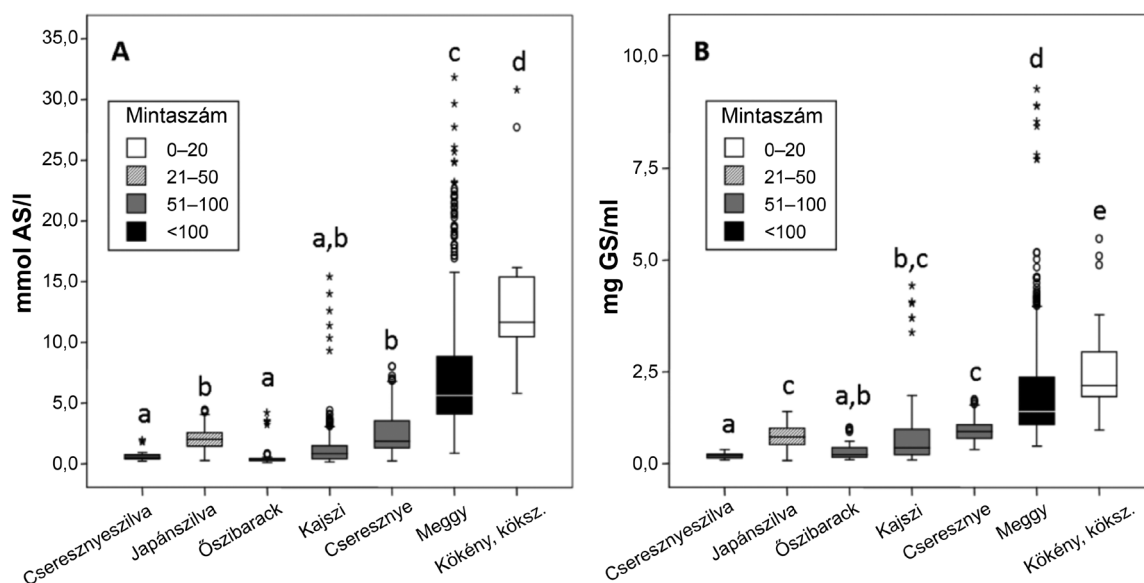 A
mmol AS/l
35,0
30,0
25,0
20,0
15,0
10,0
5,0
0,0
Mintaszám
0–20
21–50
51–100
<100
a
b
a
a,b
b
c
d
Cseresznyeszilva
Japánszilva
Őszibarack
Kajszi
Cseresznye
Meggy
Kökény, köksz.
B
mg GS/ml
10,0
7,5
5,0
2,5
0,0
Mintaszám
0–20
21–50
51–100
<100
a
c
a,b
b,c
c
d
e
Cseresznyeszilva
Japánszilva
Őszibarack
Kajszi
Cseresznye
Meggy
Kökény, köksz.